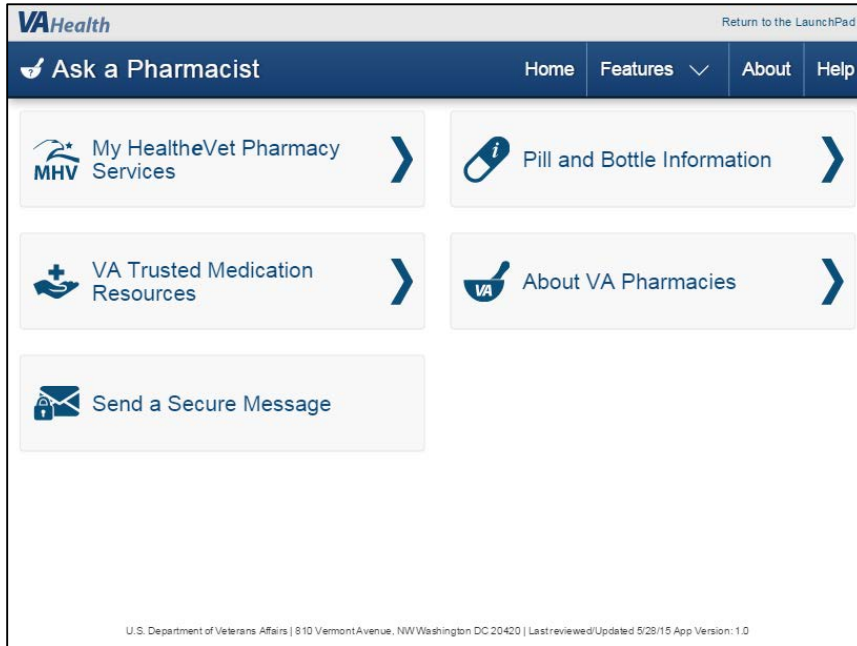 VA Health
Return to the LaunchPad
? Ask a Pharmacist
Home
Features
About
Help
MHV
My HealtheVet Pharmacy
Services
i
Pill and Bottle Information
VA Trusted Medication
Resources
VA
About VA Pharmacies
Send a Secure Message
U.S. Department of Veterans Affairs | 810 Vermont Avenue, NW Washington DC 20420 | Last reviewed/Updated 5/28/15 App Version: 1.0